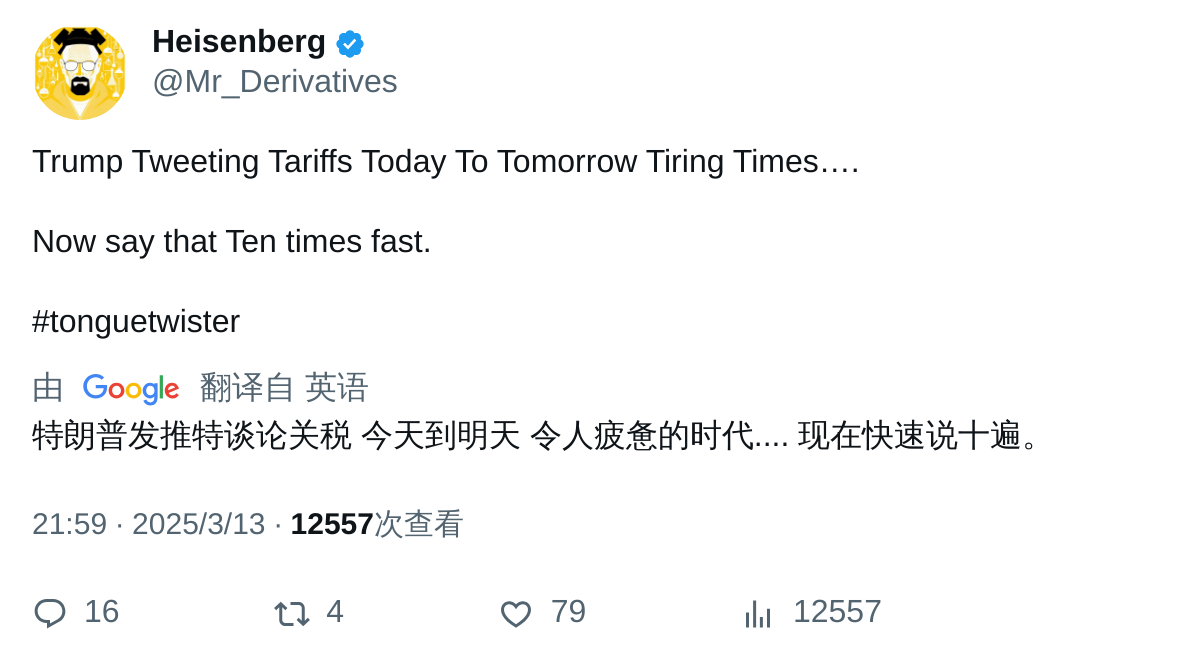 Heisenberg
@Mr_Derivatives
Trump Tweeting Tariffs Today To Tomorrow Tiring Times….
Now say that Ten times fast.
#tonguetwister
由 Google 翻译自 英语
特朗普发推特谈论关税 今天到明天 令人疲惫的时代.... 现在快速说十遍。
21:59 · 2025/3/13 · 12557次查看
16 4 79 12557